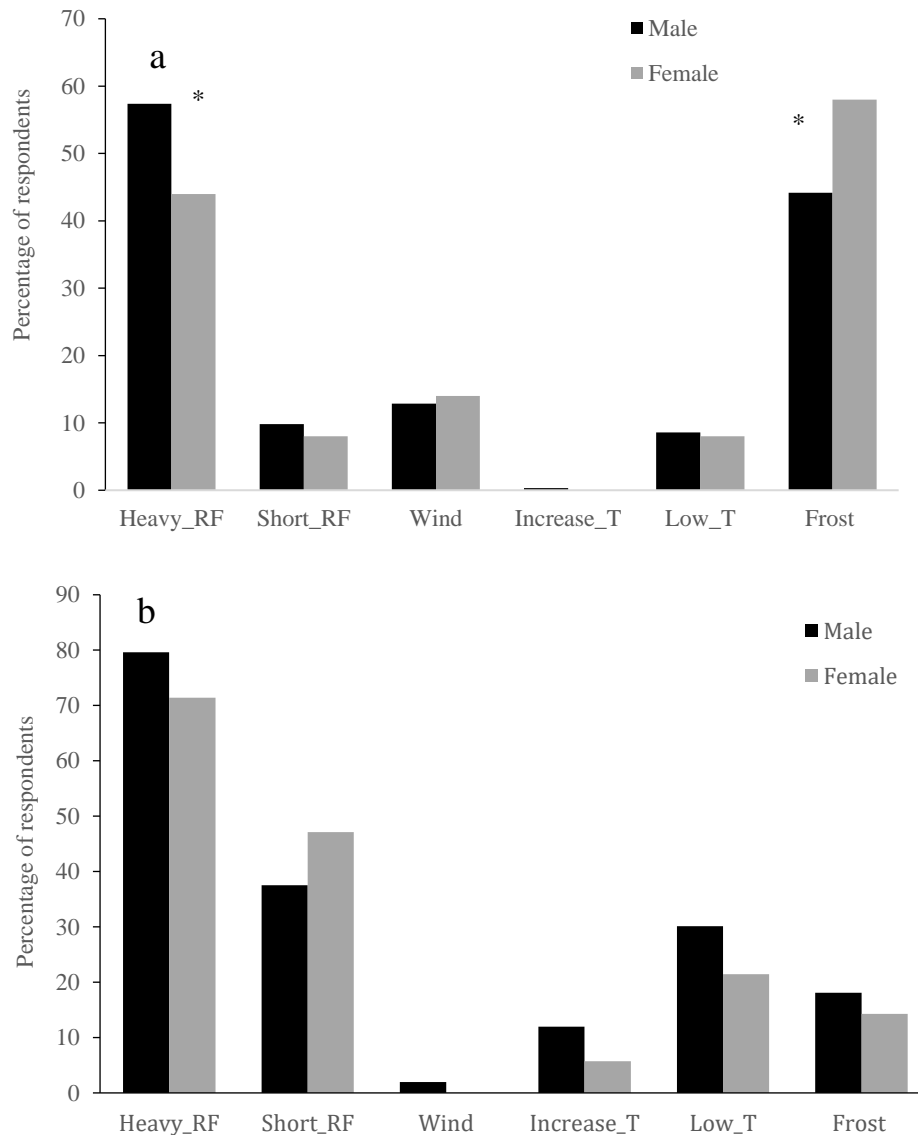 70
60
50
40
30
20
10
0
Percentage of respondents
a
*
*
Male
Female
Heavy_RF Short_RF Wind Increase_T Low_T Frost
90
80
70
60
50
40
30
20
10
0
Percentage of respondents
b
Male
Female
Heavy_RF Short_RF Wind Increase_T Low_T Frost